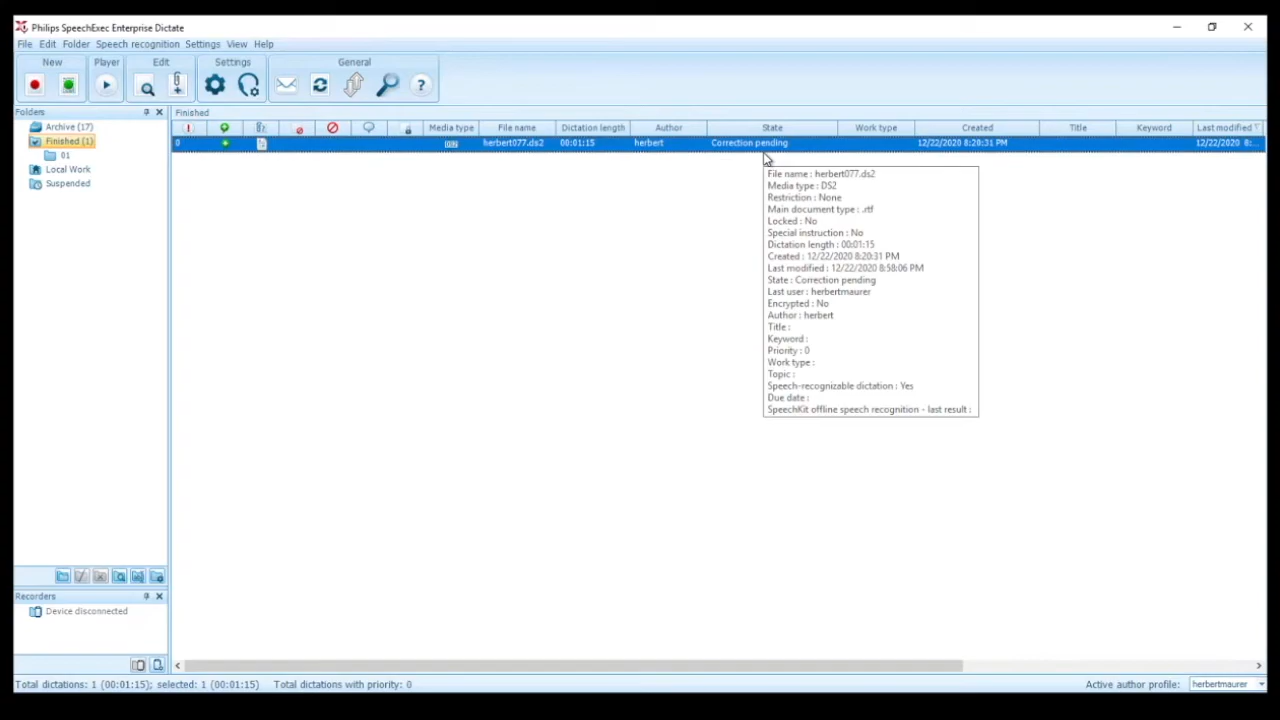 Philips SpeechExec Enterprise Dictate
File Edit Folder Speech recognition Settings View Help
New Player Edit Settings General
Folders
Finished
Archive (17)
Finished (1)
01
Local Work
Suspended
Media type File name Dictation length Author State Work type Created Title Keyword Last modified
0 DS2 herbert077.ds2 00:01:15 herbert Correction pending 12/22/2020 8:20:31 PM 12/22/2020 8:...
File name : herbert077.ds2
Media type : DS2
Restriction : None
Main document type : .rtf
Locked : No
Special instruction : No
Dictation length : 00:01:15
Created : 12/22/2020 8:20:31 PM
Last modified : 12/22/2020 8:58:06 PM
State : Correction pending
Last user : herbertmaurer
Encrypted : No
Author : herbert
Title :
Keyword :
Priority : 0
Work type :
Topic :
Speech-recognizable dictation : Yes
Due date :
SpeechKit offline speech recognition - last result :
Recorders
Device disconnected
Total dictations: 1 (00:01:15); selected: 1 (00:01:15) Total dictations with priority: 0 Active author profile: herbertmaurer